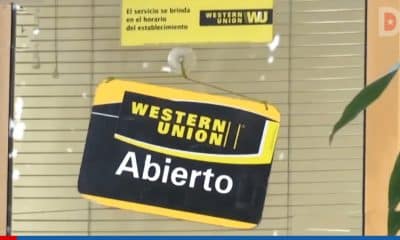 El servicio se brinda
en el horario
del establecimiento
WESTERN
UNION WU
D
WESTERN
UNION
Abierto